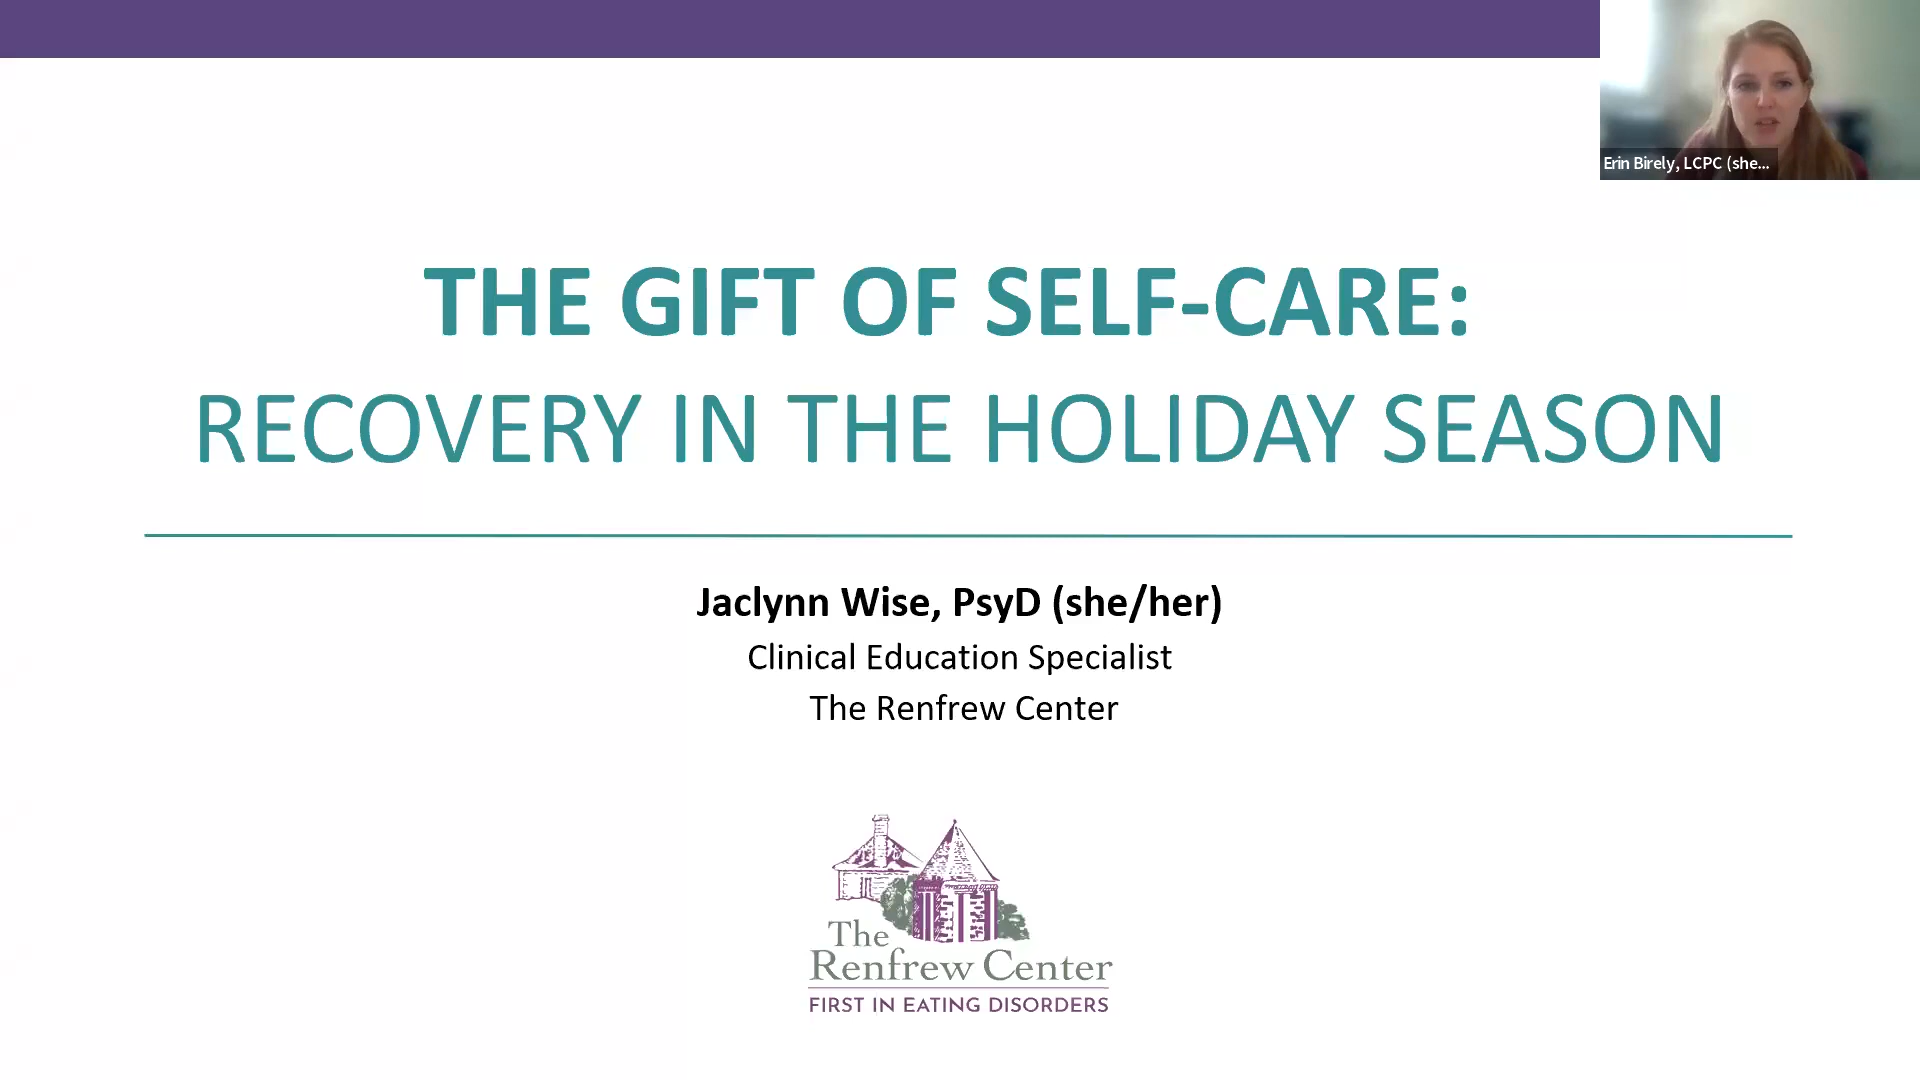 Erin Birely, LCPC (she...
THE GIFT OF SELF-CARE:
RECOVERY IN THE HOLIDAY SEASON
Jaclynn Wise, PsyD (she/her)
Clinical Education Specialist
The Renfrew Center
The
Renfrew Center
FIRST IN EATING DISORDERS